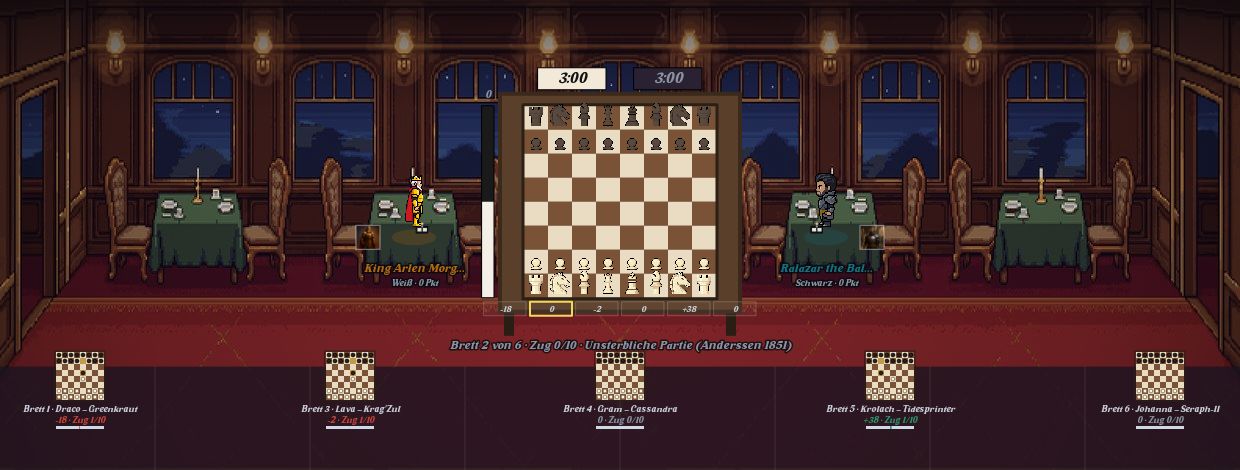 3:00
3:00
0
King Arlen Morg...
Weiß · 0 Pkt
Ralazar the Bal...
Schwarz · 0 Pkt
-18 0 -2 0 +38 0
Brett 2 von 6 · Zug 0/10 · Unsterbliche Partie (Anderssen 1851)
Brett 1 · Draco – Greenkraut
-18 · Zug 1/10
Brett 3 · Lava – Krag'Zul
-2 · Zug 1/10
Brett 4 · Gram – Cassandra
0 · Zug 0/10
Brett 5 · Krolach – Tidesprinter
+38 · Zug 1/10
Brett 6 · Johanna – Seraph-11
0 · Zug 0/10